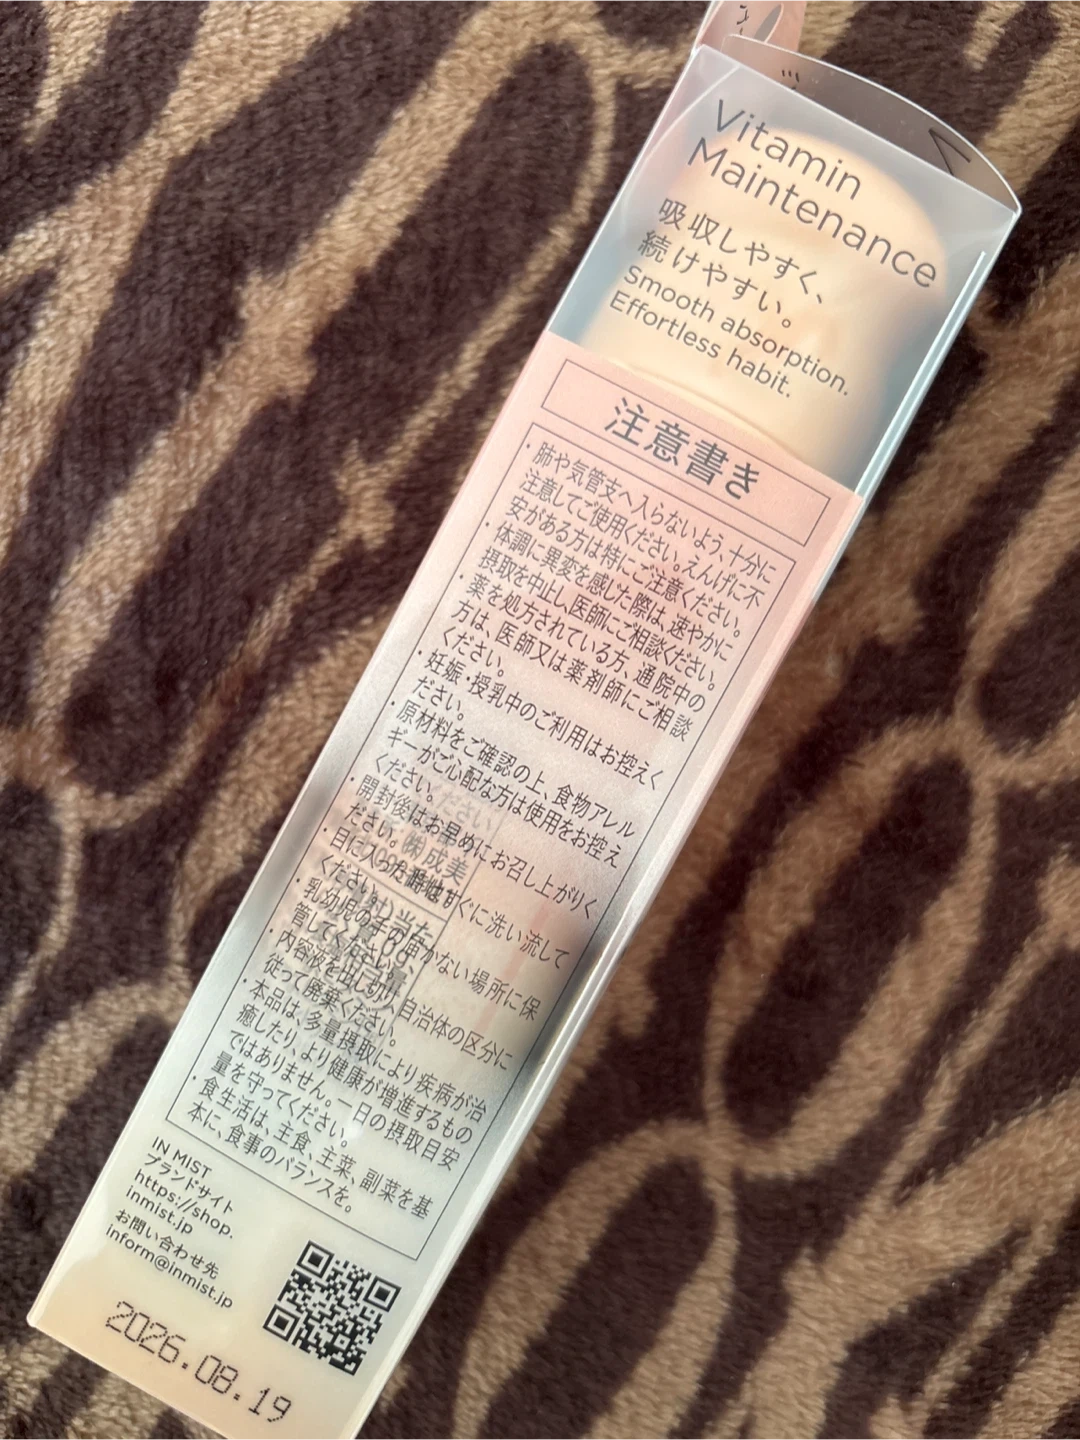 Vitamin
Maintenance
吸収しやすく、
続けやすい。
Smooth absorption.
Effortless habit.
注意書き
・肺や気管支へ入らないよう、十分に
注意してご使用ください。えんげに不
安がある方は特にご注意ください。
・体調に異変を感じた際は、速やかに
摂取を中止し、医師にご相談ください。
・薬を処方されている方、通院中の
方は、医師又は薬剤師にご相談
ください。
・妊娠・授乳中のご利用はお控えく
ださい。
・原材料をご確認の上、食物アレル
ギーがご心配な方は使用をお控え
ください。
・開封後はお早めにお召し上がりく
ださい。
・目に入った時はすぐに洗い流して
ください。
・乳幼児の手の届かない場所に保
管してください。
・内容液を出し切り、自治体の区分に
従って廃棄ください。
・本品は、多量摂取により疾病が治
癒したり、より健康が増進するもの
ではありません。一日の摂取目安
量を守ってください。
・食生活は、主食、主菜、副菜を基
本に、食事のバランスを。
IN MIST
ブランドサイト
https://shop.
inmist.jp
お問い合わせ先
inform@inmist.jp
2026.08.19